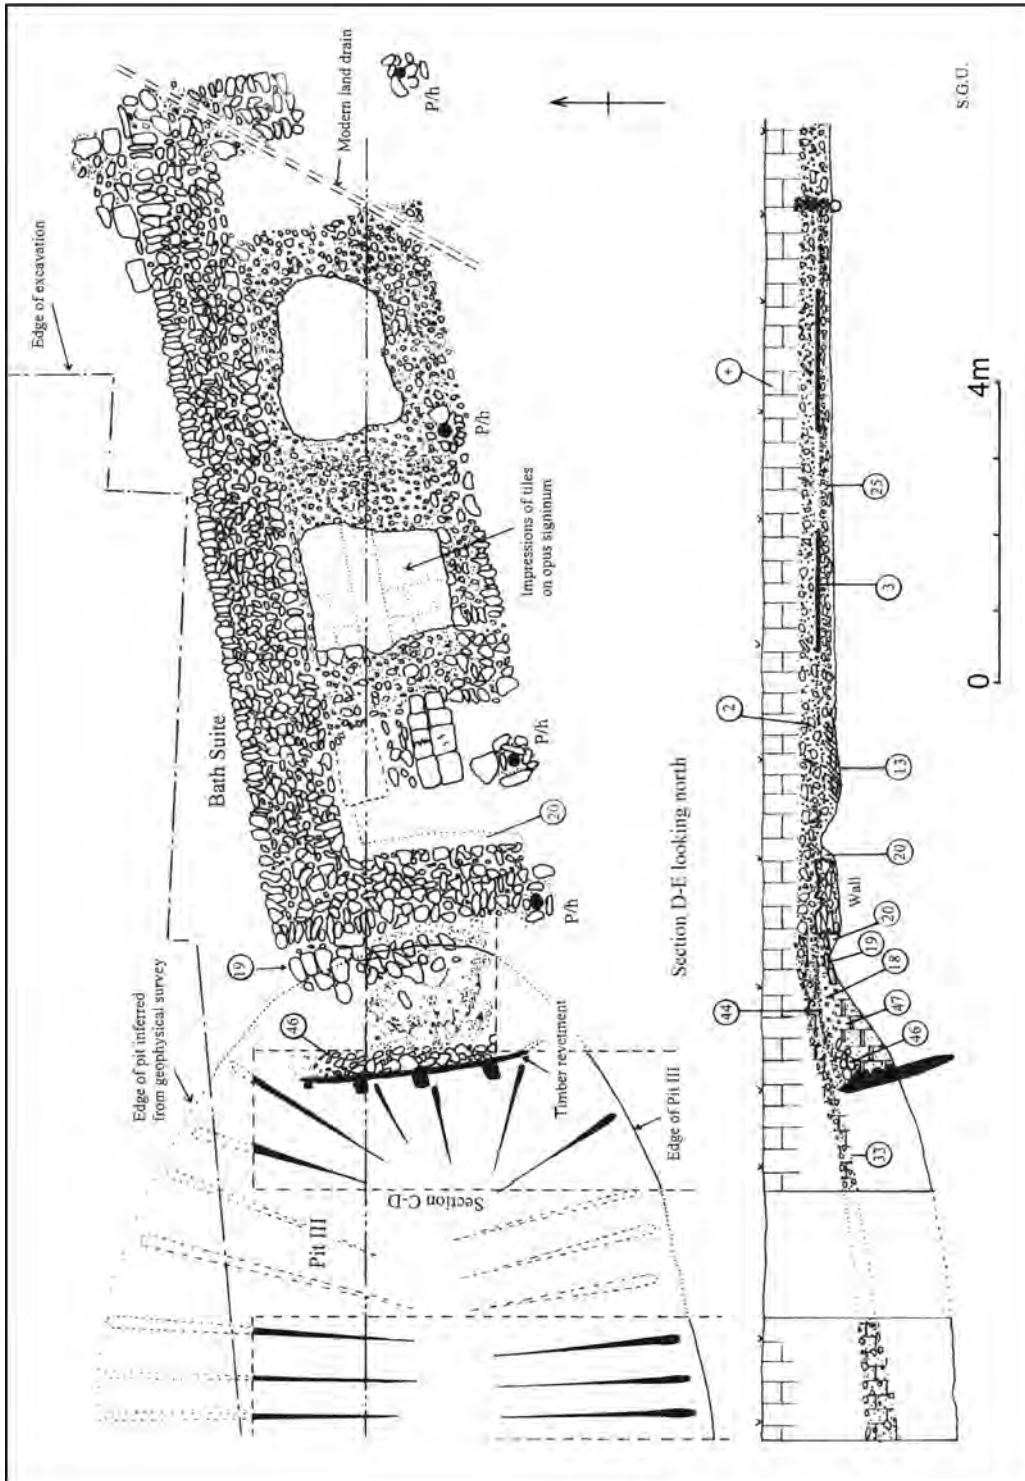 Edge of excavation
Modern land drain
P/h
Bath Suite
P/h
Impressions of tiles
on opus signinum
P/h
20
P/h
19
Edge of pit inferred
from geophysical survey
46
Timber revetment
Edge of Pit III
Section C-D
Pit III
Section D-E looking north
+
25
3
2
13
20
Wall
20
19
18
44
47
46
33
0
4m
S.G.U.